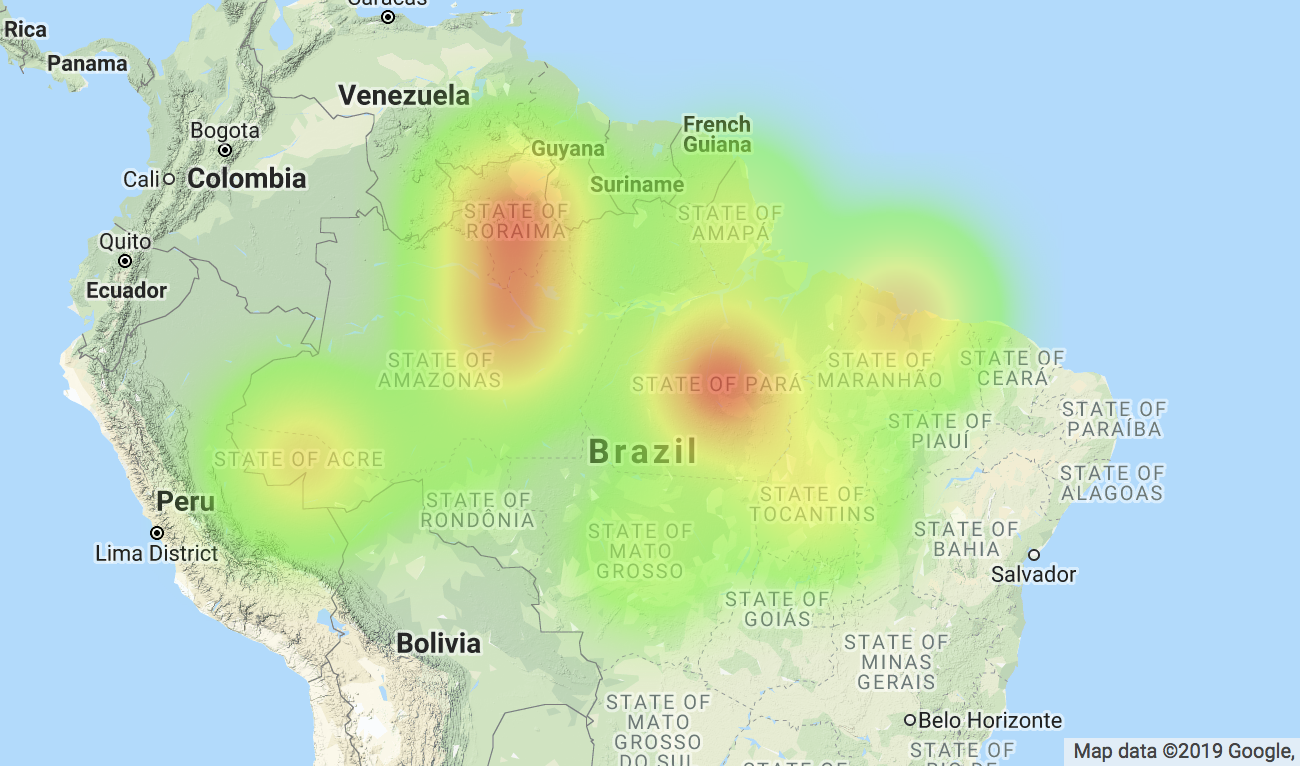 Caracas
Rica
Panama
Venezuela
Bogota
French
Guiana
Guyana
Cali
Colombia
Suriname
STATE OF
RORAIMA
STATE OF
AMAPÁ
Quito
Ecuador
STATE OF
AMAZONAS
STATE OF PARÁ
STATE OF
MARANHÃO
STATE OF
CEARÁ
STATE OF
PARAÍBA
STATE OF
PIAUÍ
Brazil
STATE OF ACRE
STATE OF
ALAGOAS
Peru
STATE OF
RONDÔNIA
STATE OF
TOCANTINS
Lima District
STATE OF
MATO
GROSSO
STATE OF
BAHIA
Salvador
STATE OF
GOIÁS
Bolivia
STATE OF
MINAS
GERAIS
STATE OF
MATO
GROSSO
DO SUL
Belo Horizonte
STATE OF
RIO DE
STATE OF
Map data ©2019 Google,